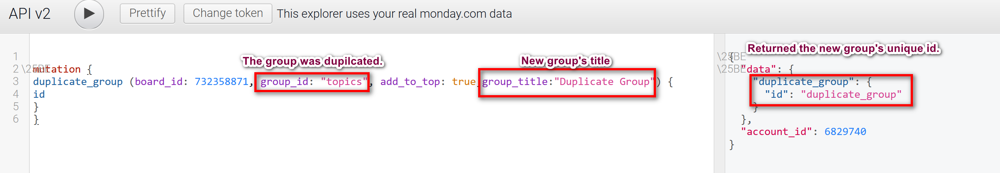 API v2 Prettify Change token This explorer uses your real monday.com data
The group was dupilcated. New group's title
1
2 \25BE mutation {
3 duplicate_group (board_id: 732358871, group_id: "topics", add_to_top: true group_title:"Duplicate Group") {
4 id
5 }
6 }
Returned the new group's unique id.
\25BE {
\25BE "data": {
"duplicate_group": {
"id": "duplicate_group"
}
},
"account_id": 6829740
}